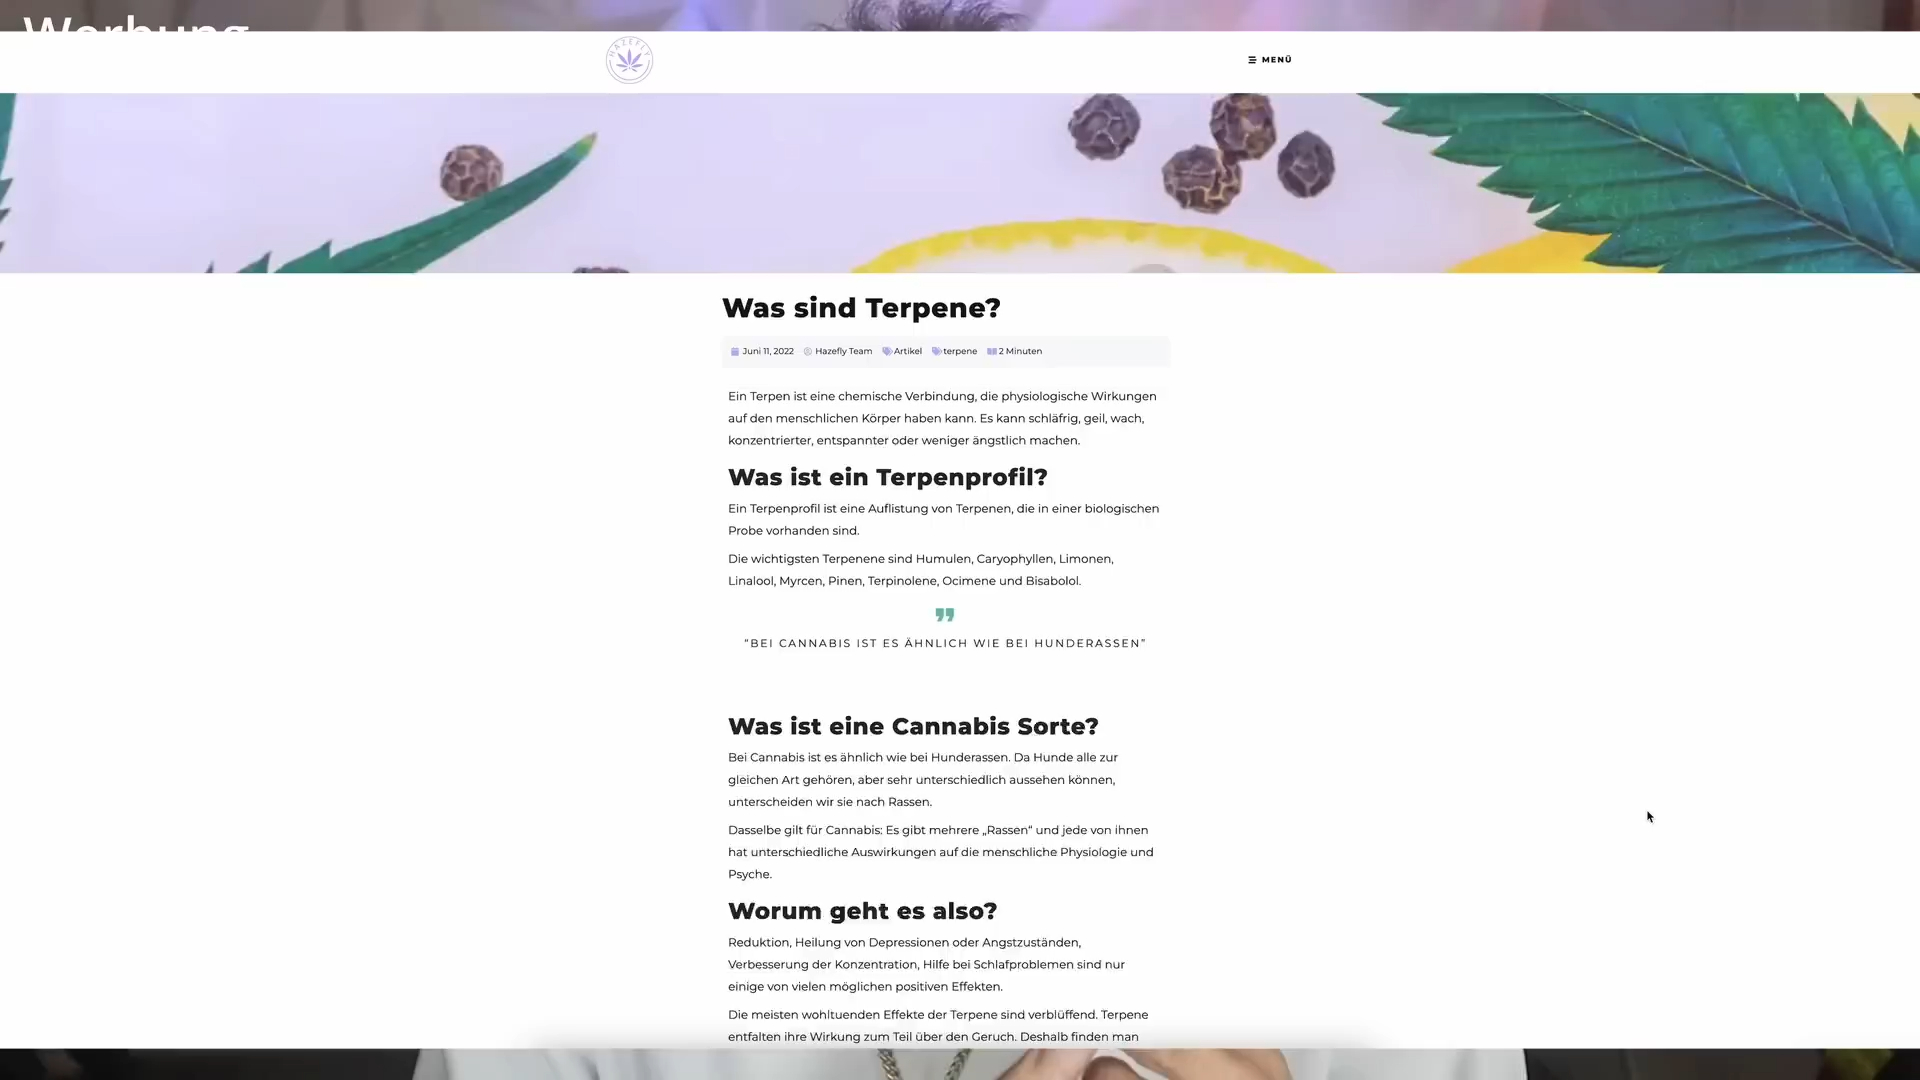 Werbung
HAZEFLY
MENÜ
Was sind Terpene?
Juni 11, 2022 Hazefly Team Artikel terpene 2 Minuten
Ein Terpen ist eine chemische Verbindung, die physiologische Wirkungen
auf den menschlichen Körper haben kann. Es kann schläfrig, geil, wach,
konzentrierter, entspannter oder weniger ängstlich machen.
Was ist ein Terpenprofil?
Ein Terpenprofil ist eine Auflistung von Terpenen, die in einer biologischen
Probe vorhanden sind.
Die wichtigsten Terpenene sind Humulen, Caryophyllen, Limonen,
Linalool, Myrcen, Pinen, Terpinolene, Ocimene und Bisabolol.
"BEI CANNABIS IST ES ÄHNLICH WIE BEI HUNDERASSEN"
Was ist eine Cannabis Sorte?
Bei Cannabis ist es ähnlich wie bei Hunderassen. Da Hunde alle zur
gleichen Art gehören, aber sehr unterschiedlich aussehen können,
unterscheiden wir sie nach Rassen.
Dasselbe gilt für Cannabis: Es gibt mehrere „Rassen“ und jede von ihnen
hat unterschiedliche Auswirkungen auf die menschliche Physiologie und
Psyche.
Worum geht es also?
Reduktion, Heilung von Depressionen oder Angstzuständen,
Verbesserung der Konzentration, Hilfe bei Schlafproblemen sind nur
einige von vielen möglichen positiven Effekten.
Die meisten wohltuenden Effekte der Terpene sind verblüffend. Terpene
entfalten ihre Wirkung zum Teil über den Geruch. Deshalb finden man